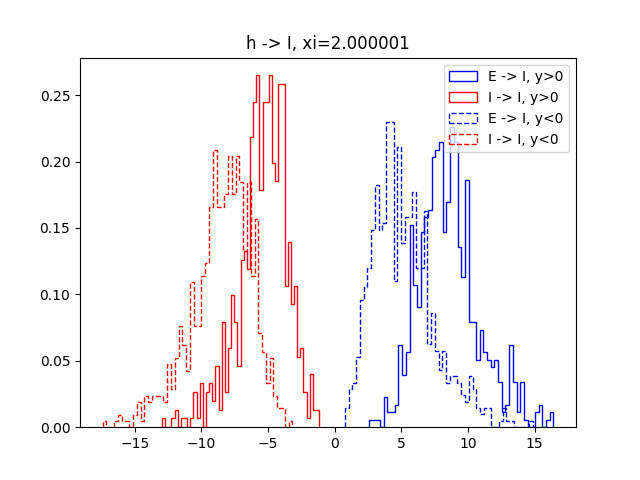 h -> I, xi=2.000001
E -> I, y>0
I -> I, y>0
E -> I, y<0
I -> I, y<0
0.25
0.20
0.15
0.10
0.05
0.00
−15 −10 −5 0 5 10 15